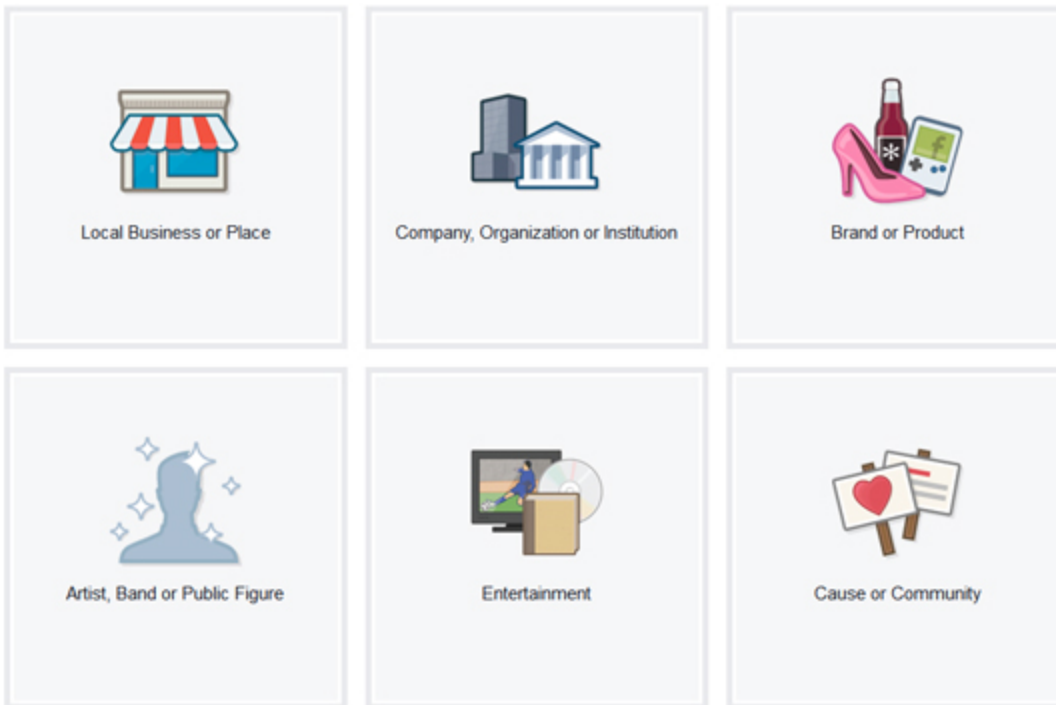 Local Business or Place
Company, Organization or Institution
Brand or Product
Artist, Band or Public Figure
Entertainment
Cause or Community